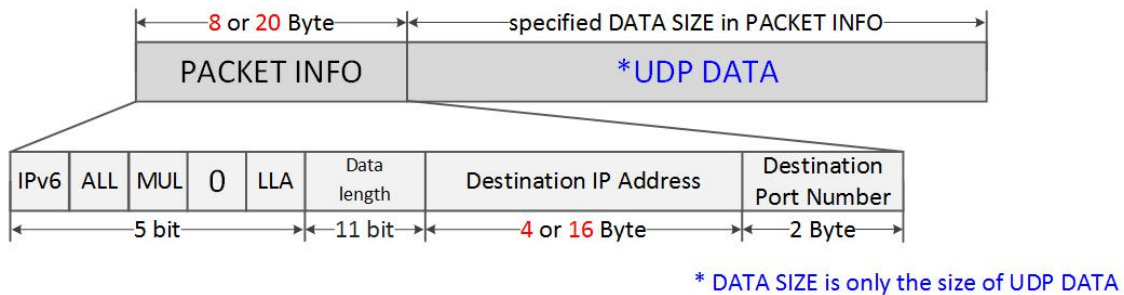 8 or 20 Byte
specified DATA SIZE in PACKET INFO
PACKET INFO
*UDP DATA
IPv6
ALL
MUL
0
LLA
Data
length
Destination IP Address
Destination
Port Number
5 bit
11 bit
4 or 16 Byte
2 Byte
* DATA SIZE is only the size of UDP DATA